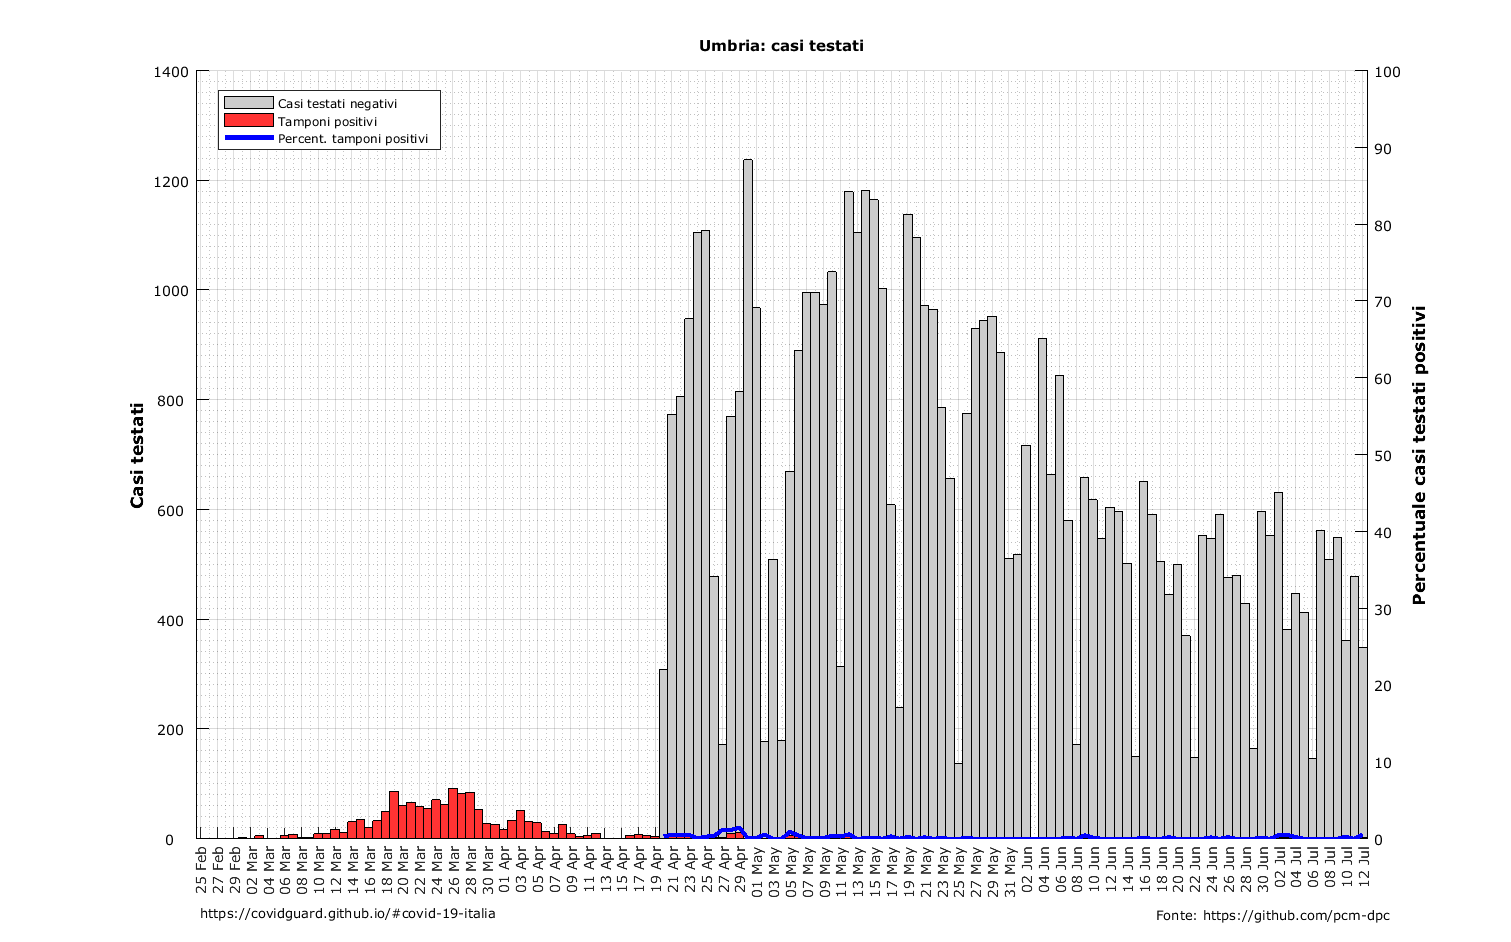 Umbria: casi testati
Casi testati negativi
Tamponi positivi
Percent. tamponi positivi
Casi testati
1400
1200
1000
800
600
400
200
0
Percentuale casi testati positivi
100
90
80
70
60
50
40
30
20
10
0
25 Feb
27 Feb
29 Feb
02 Mar
04 Mar
06 Mar
08 Mar
10 Mar
12 Mar
14 Mar
16 Mar
18 Mar
20 Mar
22 Mar
24 Mar
26 Mar
28 Mar
30 Mar
01 Apr
03 Apr
05 Apr
07 Apr
09 Apr
11 Apr
13 Apr
15 Apr
17 Apr
19 Apr
21 Apr
23 Apr
25 Apr
27 Apr
29 Apr
01 May
03 May
05 May
07 May
09 May
11 May
13 May
15 May
17 May
19 May
21 May
23 May
25 May
27 May
29 May
31 May
02 Jun
04 Jun
06 Jun
08 Jun
10 Jun
12 Jun
14 Jun
16 Jun
18 Jun
20 Jun
22 Jun
24 Jun
26 Jun
28 Jun
30 Jun
02 Jul
04 Jul
06 Jul
08 Jul
10 Jul
12 Jul
https://covidguard.github.io/#covid-19-italia
Fonte: https://github.com/pcm-dpc